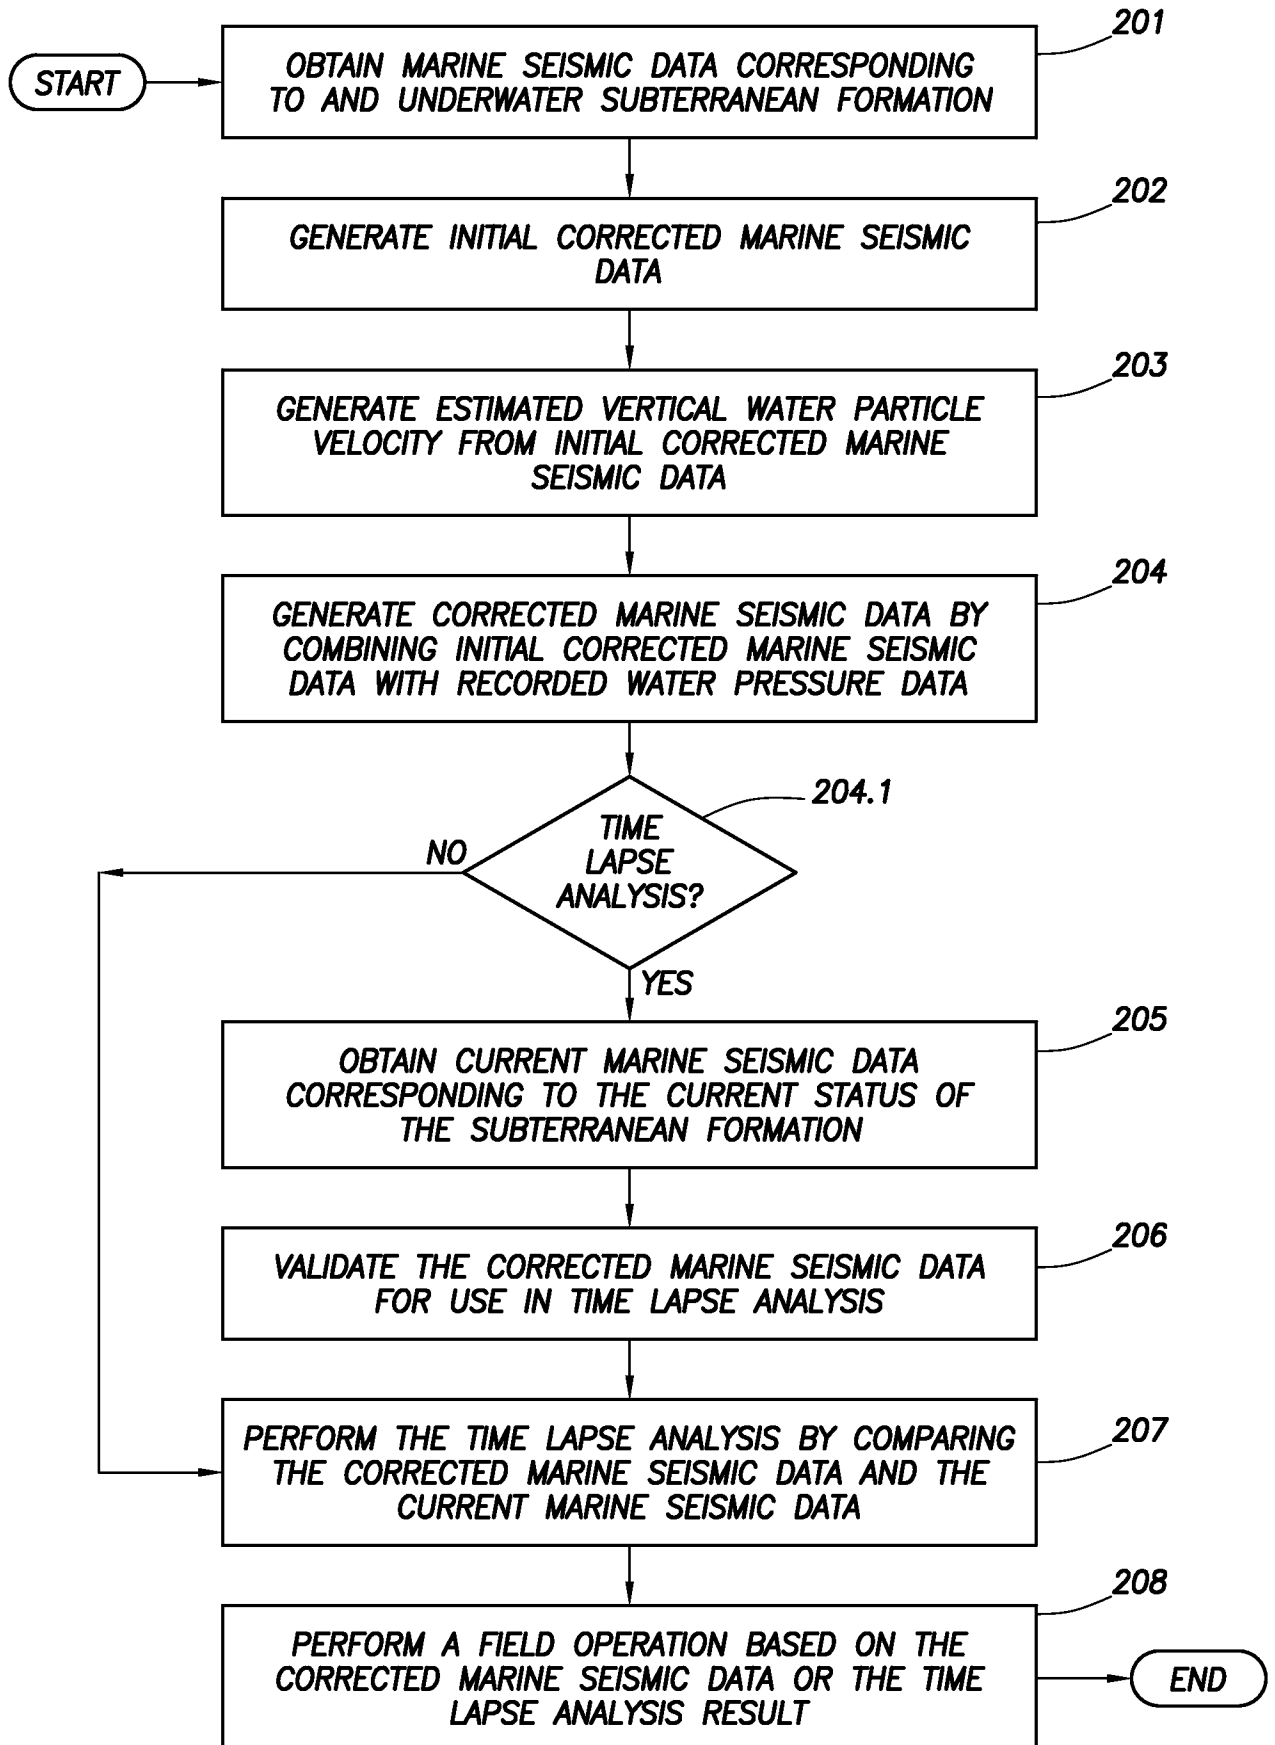 201
START
OBTAIN MARINE SEISMIC DATA CORRESPONDING
TO AND UNDERWATER SUBTERRANEAN FORMATION
202
GENERATE INITIAL CORRECTED MARINE SEISMIC
DATA
203
GENERATE ESTIMATED VERTICAL WATER PARTICLE
VELOCITY FROM INITIAL CORRECTED MARINE
SEISMIC DATA
204
GENERATE CORRECTED MARINE SEISMIC DATA BY
COMBINING INITIAL CORRECTED MARINE SEISMIC
DATA WITH RECORDED WATER PRESSURE DATA
204.1
TIME
LAPSE
ANALYSIS?
NO
YES
205
OBTAIN CURRENT MARINE SEISMIC DATA
CORRESPONDING TO THE CURRENT STATUS OF
THE SUBTERRANEAN FORMATION
206
VALIDATE THE CORRECTED MARINE SEISMIC DATA
FOR USE IN TIME LAPSE ANALYSIS
207
PERFORM THE TIME LAPSE ANALYSIS BY COMPARING
THE CORRECTED MARINE SEISMIC DATA AND THE
CURRENT MARINE SEISMIC DATA
208
PERFORM A FIELD OPERATION BASED ON THE
CORRECTED MARINE SEISMIC DATA OR THE TIME
LAPSE ANALYSIS RESULT
END